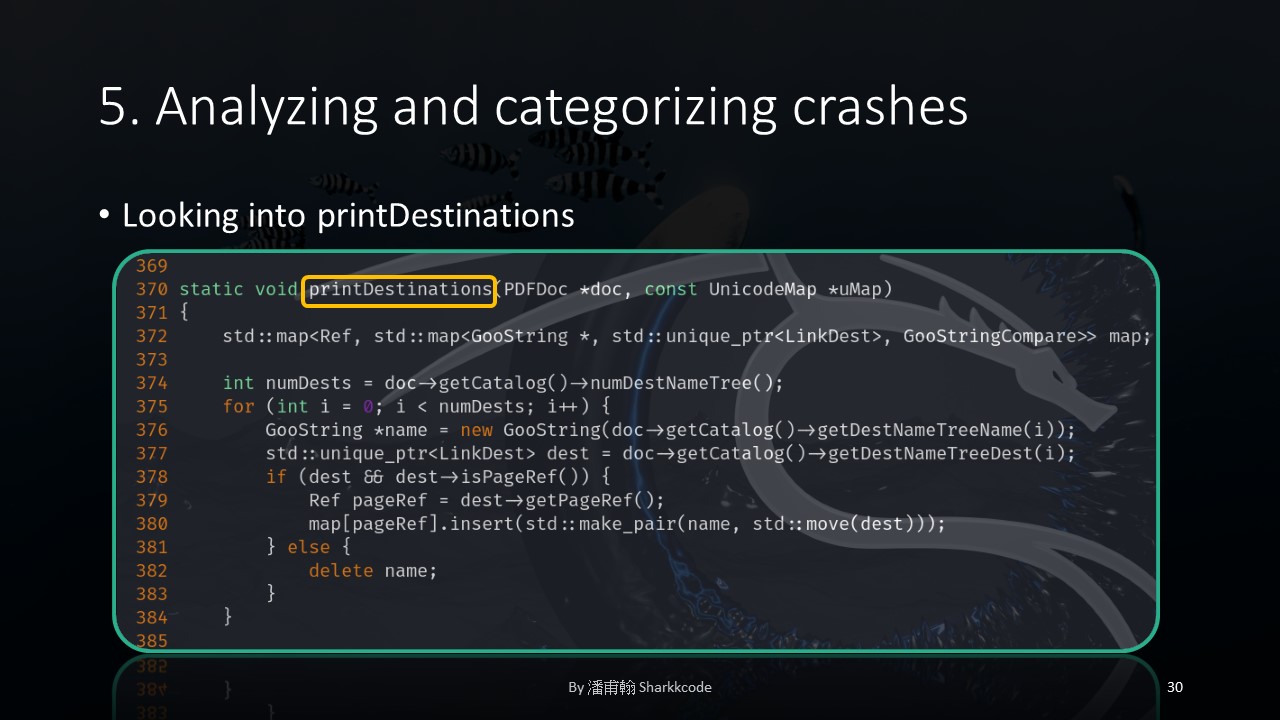 5. Analyzing and categorizing crashes
• Looking into printDestinations
369
370 static void printDestinations(PDFDoc *doc, const UnicodeMap *uMap)
371 {
372     std::map<Ref, std::map<GooString *, std::unique_ptr<LinkDest>, GooStringCompare>> map;
373
374     int numDests = doc->getCatalog()->numDestNameTree();
375     for (int i = 0; i < numDests; i++) {
376         GooString *name = new GooString(doc->getCatalog()->getDestNameTreeName(i));
377         std::unique_ptr<LinkDest> dest = doc->getCatalog()->getDestNameTreeDest(i);
378         if (dest && dest->isPageRef()) {
379             Ref pageRef = dest->getPageRef();
380             map[pageRef].insert(std::make_pair(name, std::move(dest)));
381         } else {
382             delete name;
383         }
384     }
385
By 潘甫翰 Sharkkcode
30